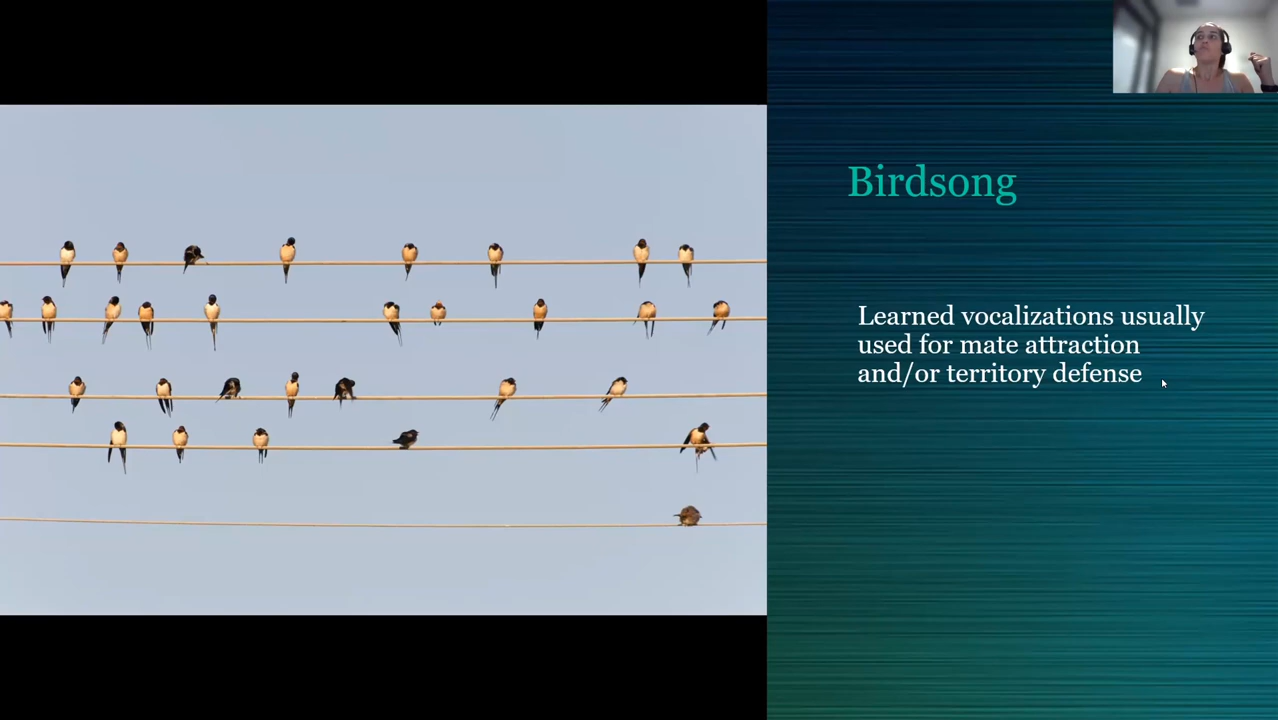 Birdsong
Learned vocalizations usually
used for mate attraction
and/or territory defense